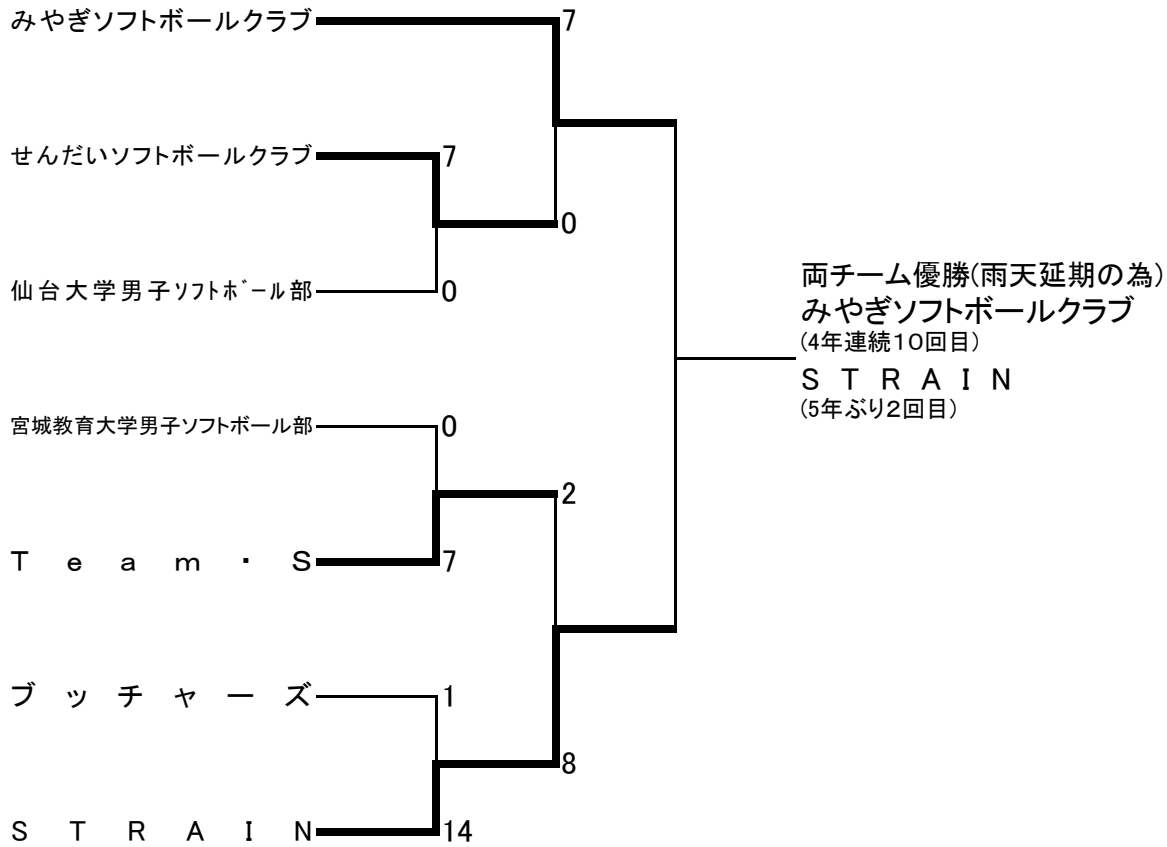 みやぎソフトボールクラブ
7
せんだいソフトボールクラブ
7
0
仙台大学男子ソフトボール部
0
両チーム優勝(雨天延期の為)
みやぎソフトボールクラブ
(4年連続10回目)
STRAIN
(5年ぶり2回目)
宮城教育大学男子ソフトボール部
0
2
Team・S
7
ブッチャーズ
1
8
STRAIN
14